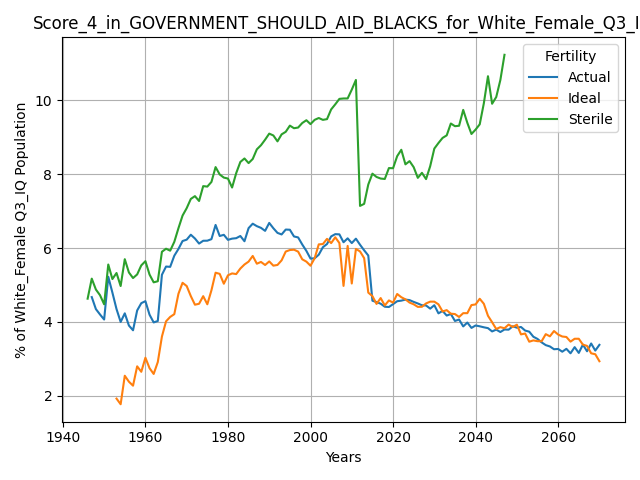 Score_4_in_GOVERNMENT_SHOULD_AID_BLACKS_for_White_Female_Q3_I
Fertility
Actual
Ideal
Sterile
% of White_Female Q3_IQ Population
10
8
6
4
2
1940 1960 1980 2000 2020 2040 2060
Years